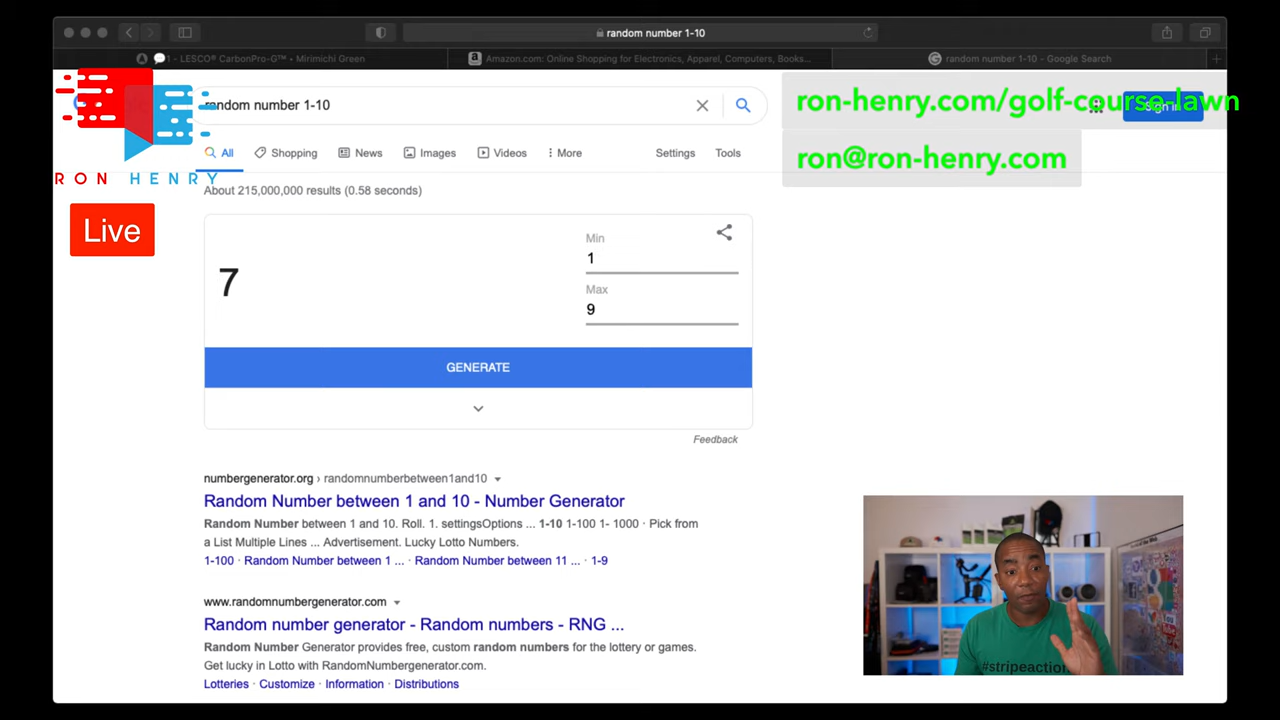 random number 1-10
1 - LESCO® CarbonPro-G™ • Mirimichi Green
Amazon.com: Online Shopping for Electronics, Apparel, Computers, Books...
random number 1-10 - Google Search
random number 1-10
ron-henry.com/golf-course-lawn
Sign in
All
Shopping
News
Images
Videos
More
Settings
Tools
ron@ron-henry.com
RON HENRY
About 215,000,000 results (0.58 seconds)
Live
7
Min
1
Max
9
GENERATE
Feedback
numbergenerator.org › randomnumberbetween1and10
Random Number between 1 and 10 - Number Generator
Random Number between 1 and 10. Roll. 1. settingsOptions ... 1-10 1-100 1- 1000 · Pick from
a List Multiple Lines ... Advertisement. Lucky Lotto Numbers.
1-100 · Random Number between 1 ... · Random Number between 11 ... · 1-9
www.randomnumbergenerator.com
Random number generator - Random numbers - RNG ...
Random Number Generator provides free, custom random numbers for the lottery or games.
Get lucky in Lotto with RandomNumbergenerator.com.
Lotteries · Customize · Information · Distributions
#stripeaction